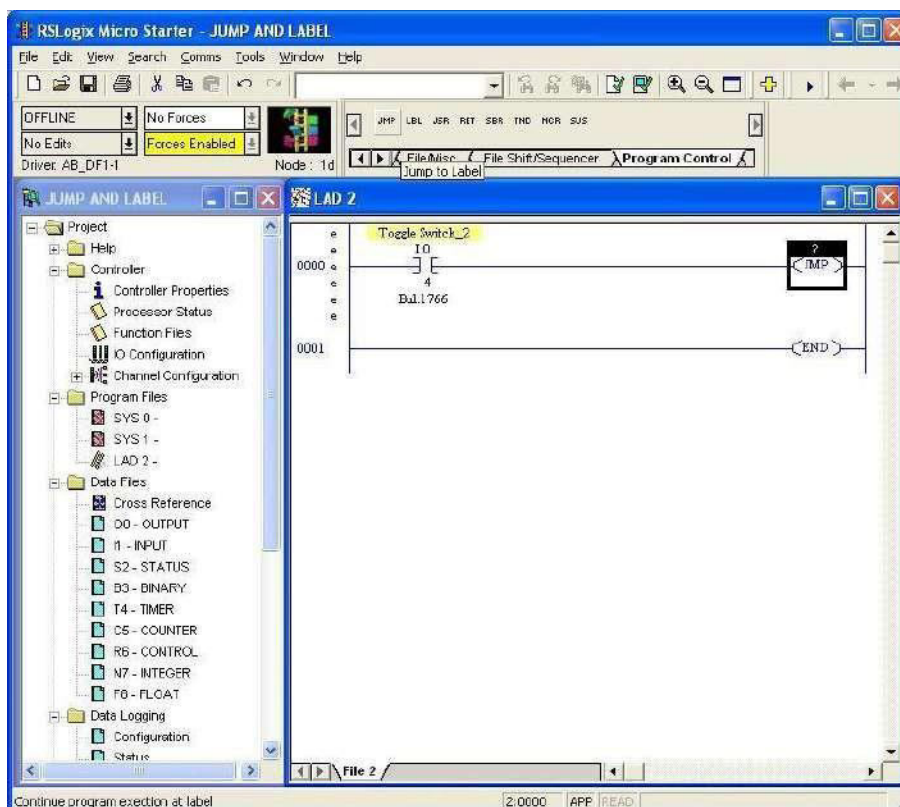 RSLogix Micro Starter - JUMP AND LABEL
File Edit View Search Comms Tools Window Help
OFFLINE No Forces
No Edits Forces Enabled
Driver: AB_DF1-1 Node : 1d
JMP LBL JSR RET SBR TND MCR SUS
File/Misc File Shift/Sequencer Program Control
Jump to Label
JUMP AND LABEL
Project
Help
Controller
Controller Properties
Processor Status
Function Files
IO Configuration
Channel Configuration
Program Files
SYS 0 -
SYS 1 -
LAD 2 -
Data Files
Cross Reference
O0 - OUTPUT
I1 - INPUT
S2 - STATUS
B3 - BINARY
T4 - TIMER
C5 - COUNTER
R6 - CONTROL
N7 - INTEGER
F8 - FLOAT
Data Logging
Configuration
Status
LAD 2
Toggle Switch_2
I:0
0000
4
Bul.1766
?
JMP
e
e
e
e
e
e
0001
END
File 2
Continue program exection at label
2:0000 APP READ